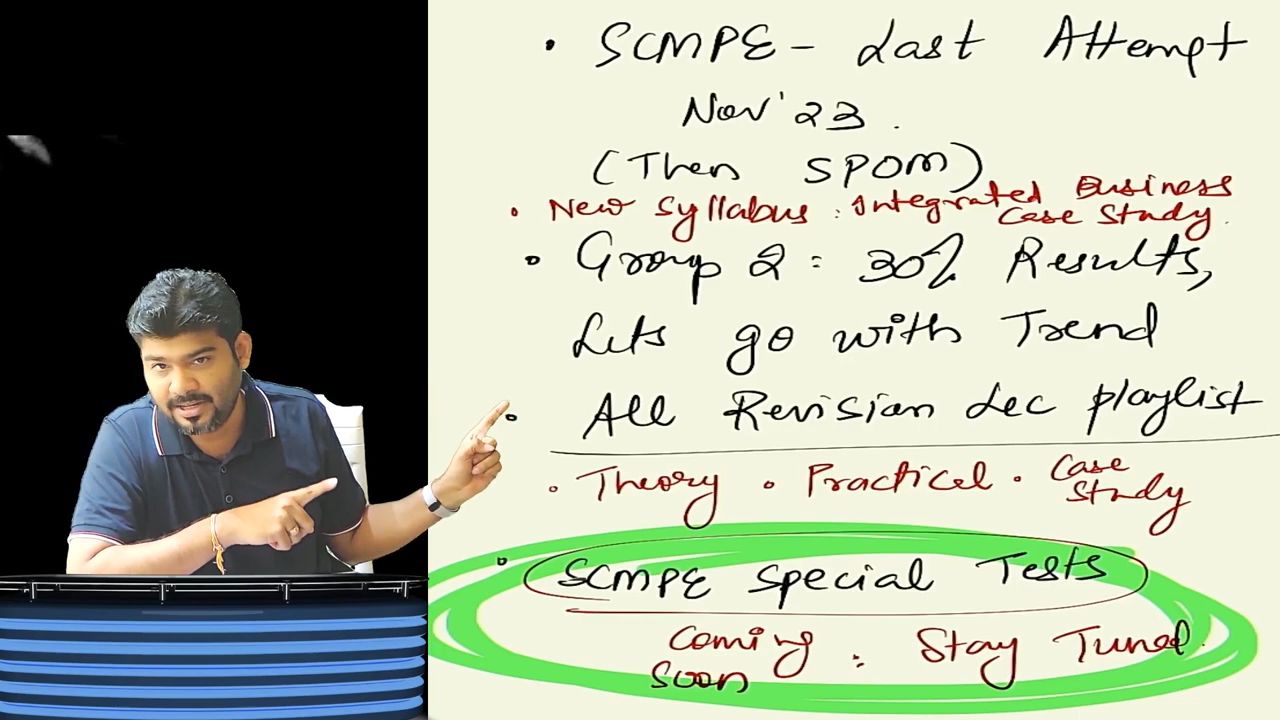 • SCMPE - Last Attempt
Nov'23.
(Then SPOM)
• New Syllabus : Integrated Business
Case Study.
• Group 2 : 30% Results,
Lets go with Trend
• All Revision Lec playlist
• Theory • Practical • Case
Study
• SCMPE Special Tests
Coming : Stay Tuned.
Soon